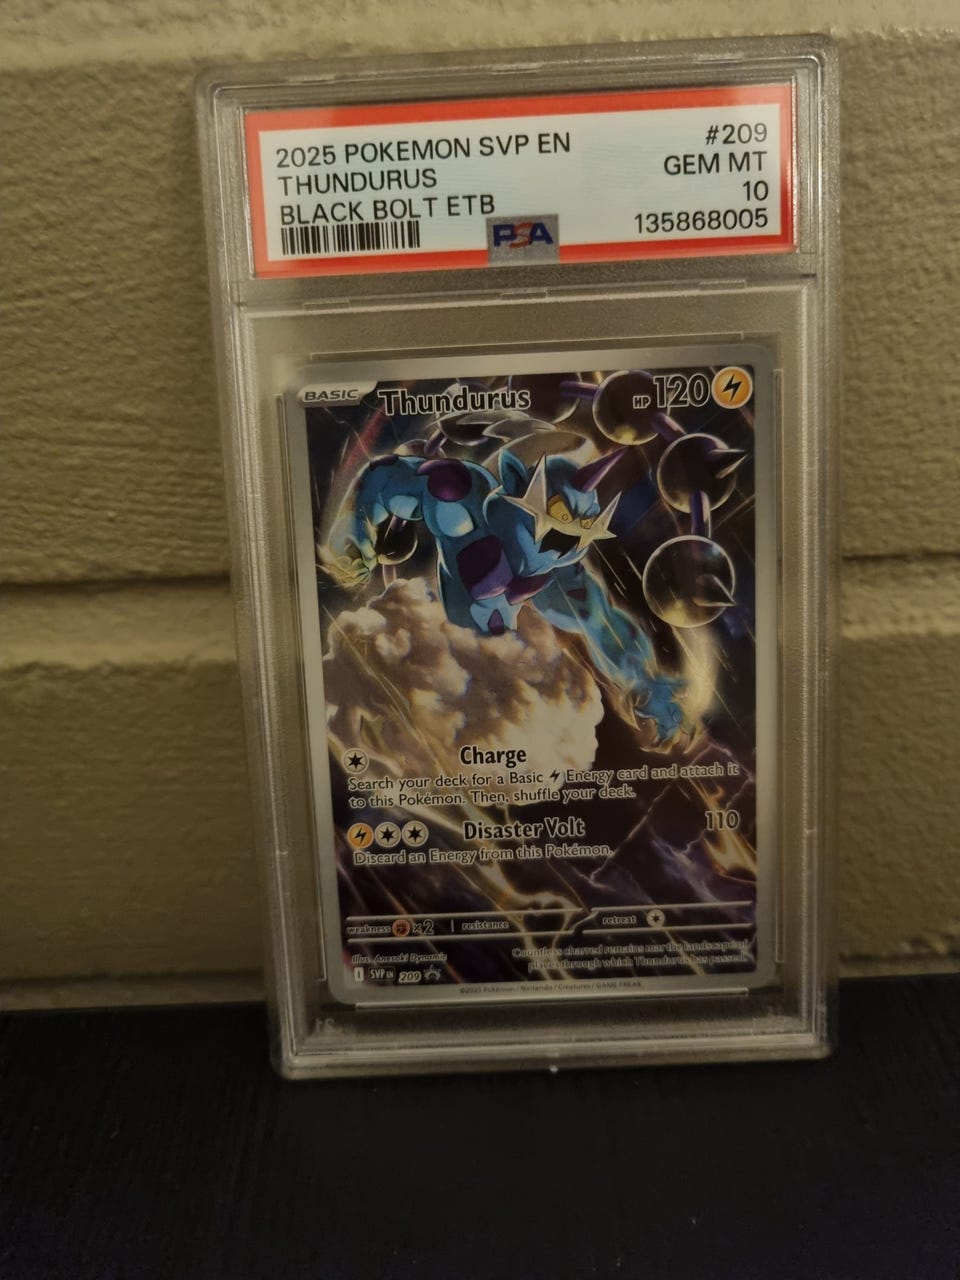 2025 POKEMON SVP EN #209
THUNDURUS GEM MT
BLACK BOLT ETB 10
PSA 135868005
BASIC Thundurus HP 120
Charge
Search your deck for a Basic Energy card and attach it
to this Pokémon. Then, shuffle your deck.
Disaster Volt 110
Discard an Energy from this Pokémon.
weakness ×2 resistance retreat
Illus. Anesaki Dynamic
Countless charred remains mar the landscape of
places through which Thundurus has passed.
I SVP EN 209
©2025 Pokémon / Nintendo / Creatures / GAME FREAK